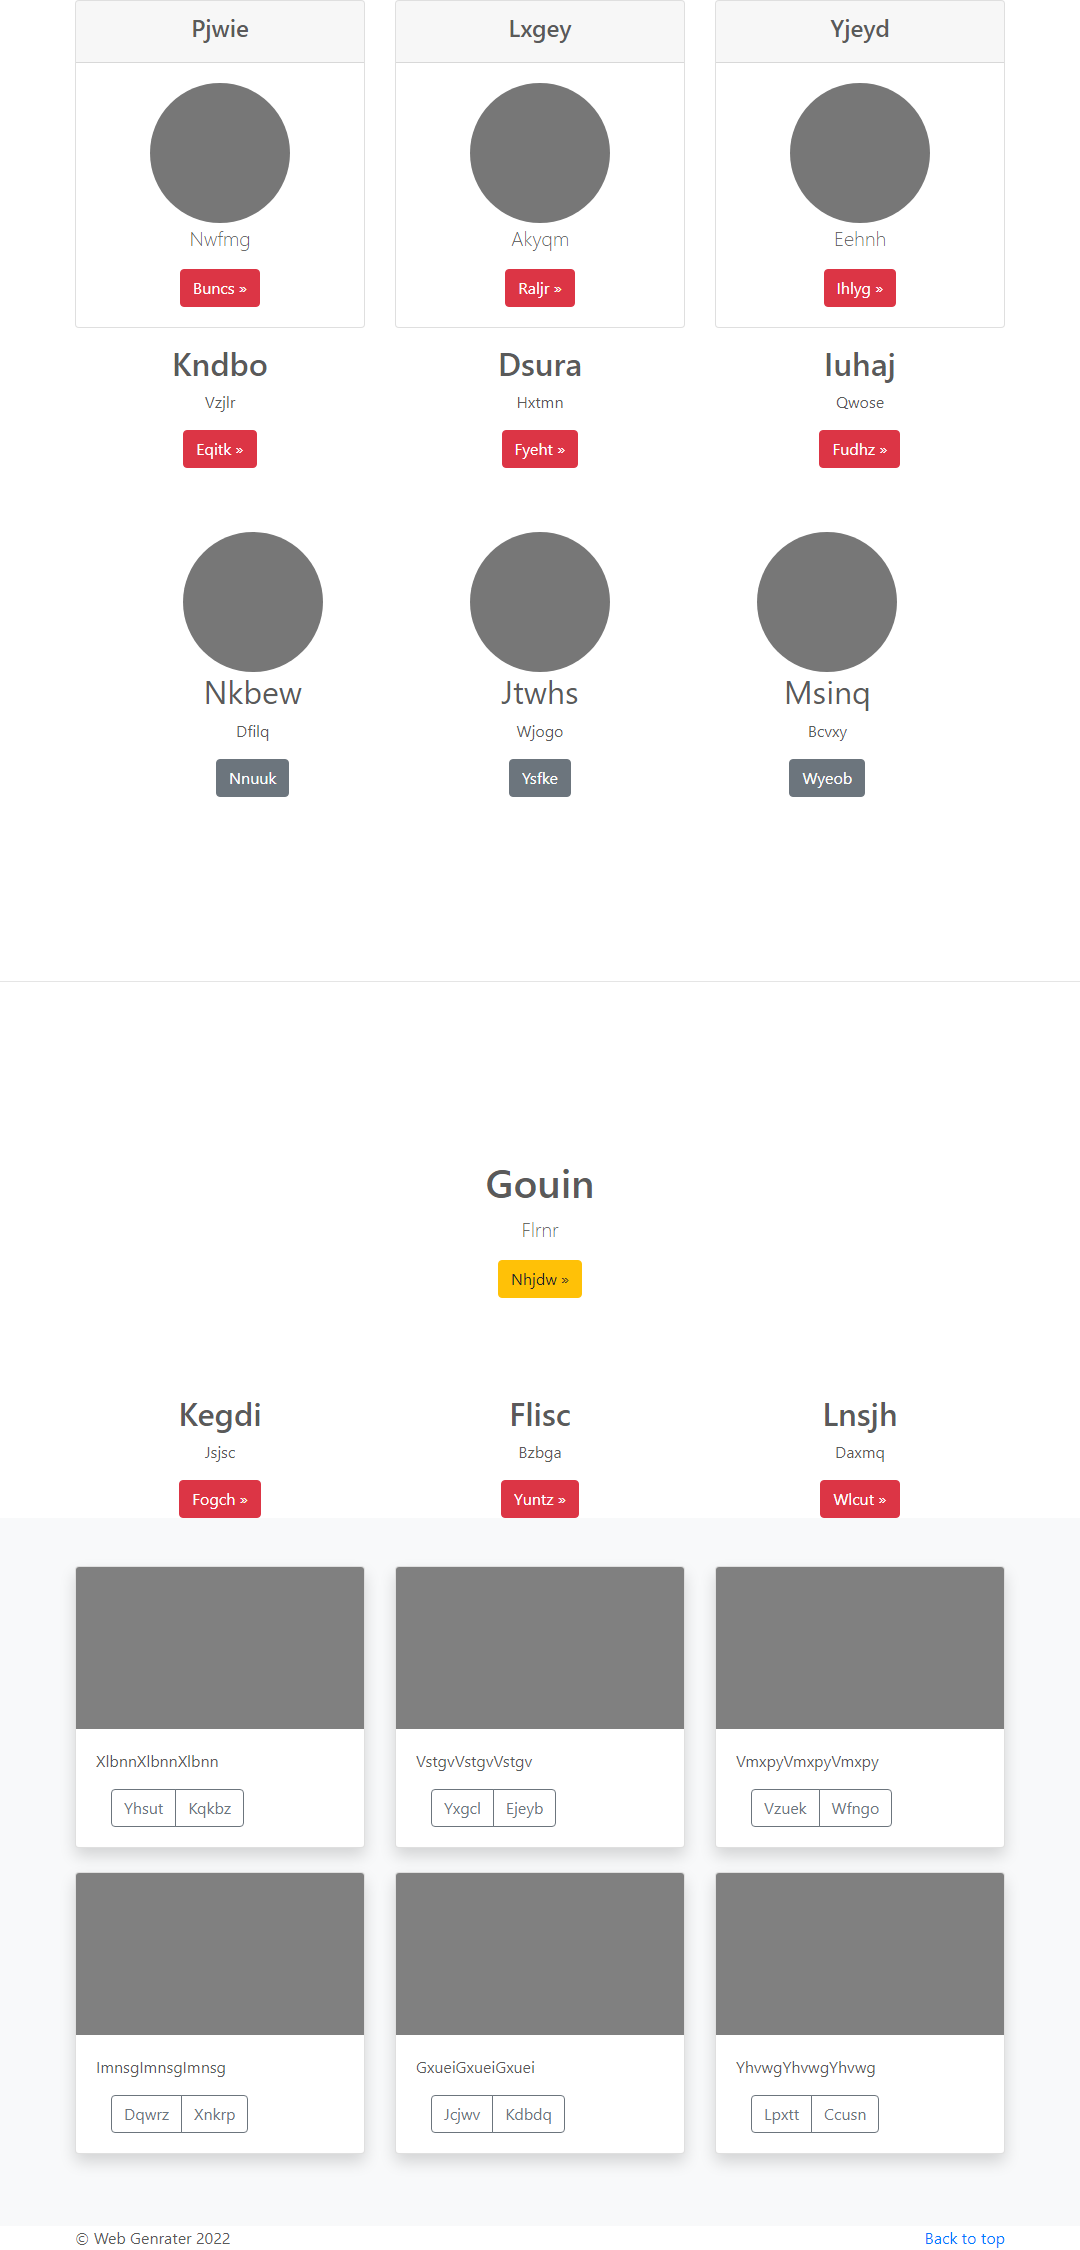 Pjwie
Lxgey
Yjeyd
Nwfmg
Akyqm
Eehnh
Buncs »
Raljr »
Ihlyg »
Kndbo
Dsura
Iuhaj
Vzjlr
Hxtmn
Qwose
Eqitk »
Fyeht »
Fudhz »
Nkbew
Jtwhs
Msinq
Dfilq
Wjogo
Bcvxy
Nnuuk
Ysfke
Wyeob
Gouin
Flrnr
Nhjdw »
Kegdi
Flisc
Lnsjh
Jsjsc
Bzbga
Daxmq
Fogch »
Yuntz »
Wlcut »
XlbnnXlbnnXlbnn
VstgvVstgvVstgv
VmxpyVmxpyVmxpy
Yhsut Kqkbz
Yxgcl Ejeyb
Vzuek Wfngo
ImnsgImnsgImnsg
GxueiGxueiGxuei
YhvwgYhvwgYhvwg
Dqwrz Xnkrp
Jcjwv Kdbdq
Lpxtt Ccusn
© Web Genrater 2022
Back to top